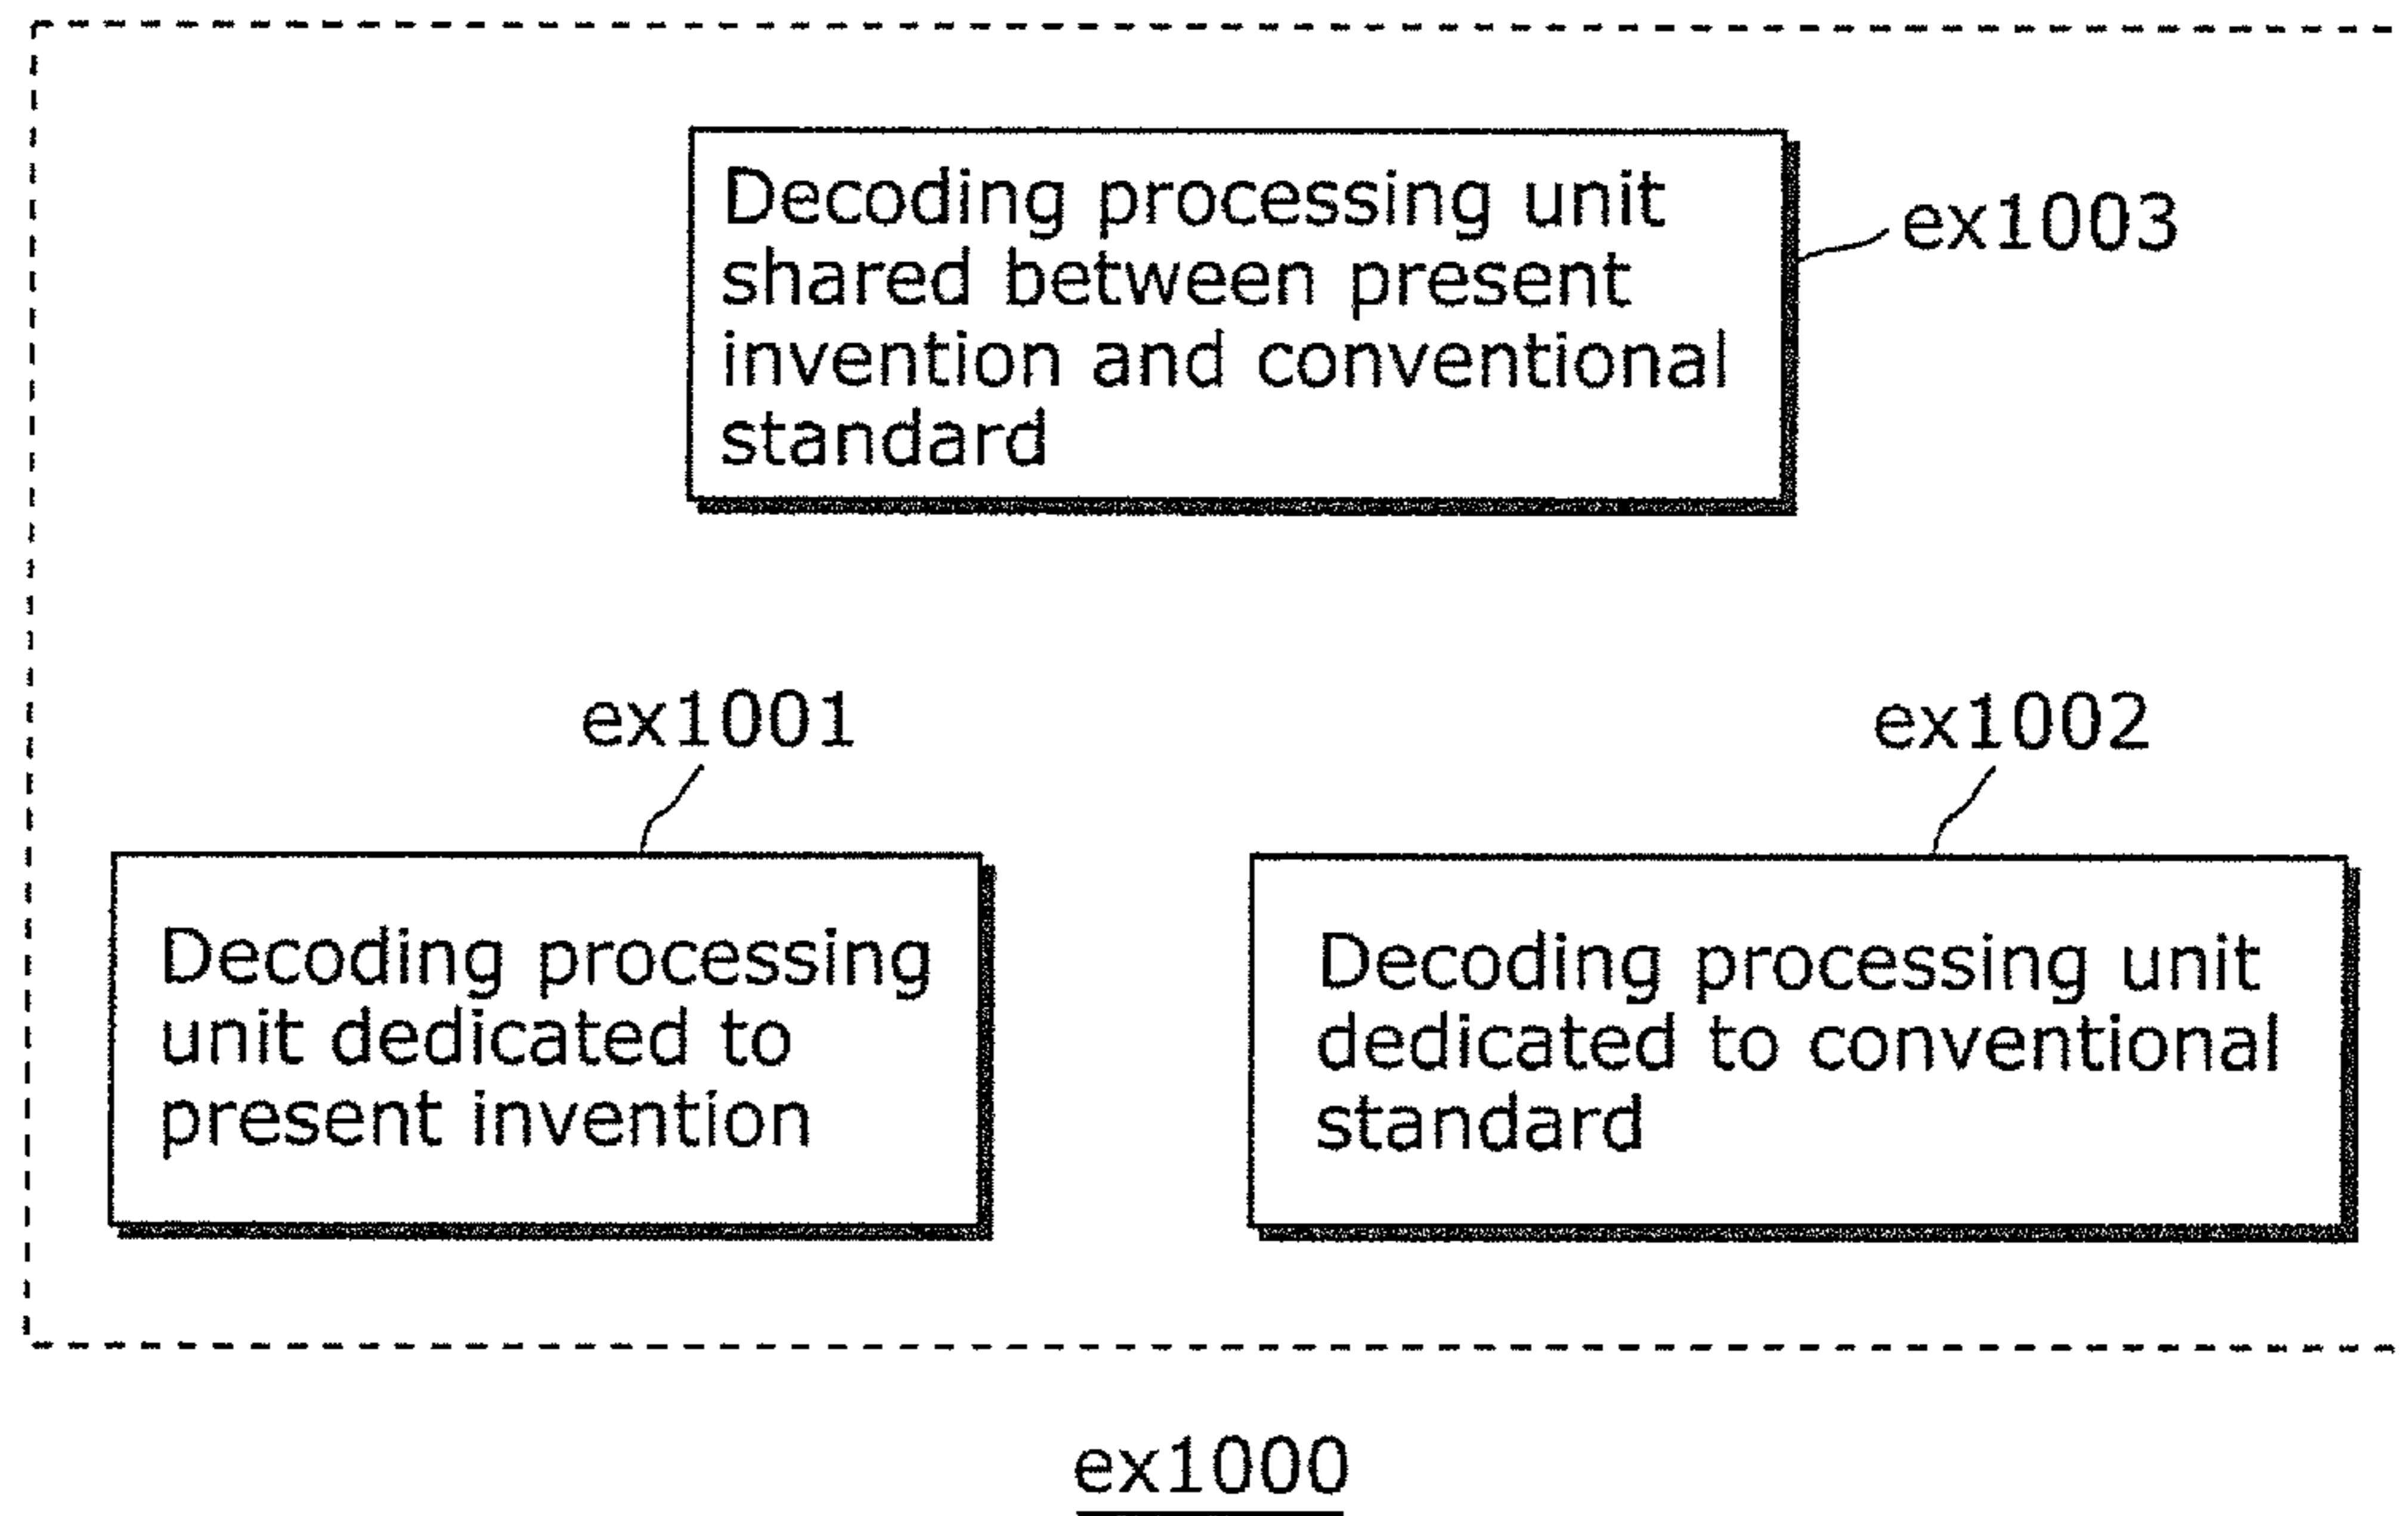 Decoding processing unit
shared between present
invention and conventional
standard
ex1003
ex1001
ex1002
Decoding processing
unit dedicated to
present invention
Decoding processing unit
dedicated to conventional
standard
ex1000